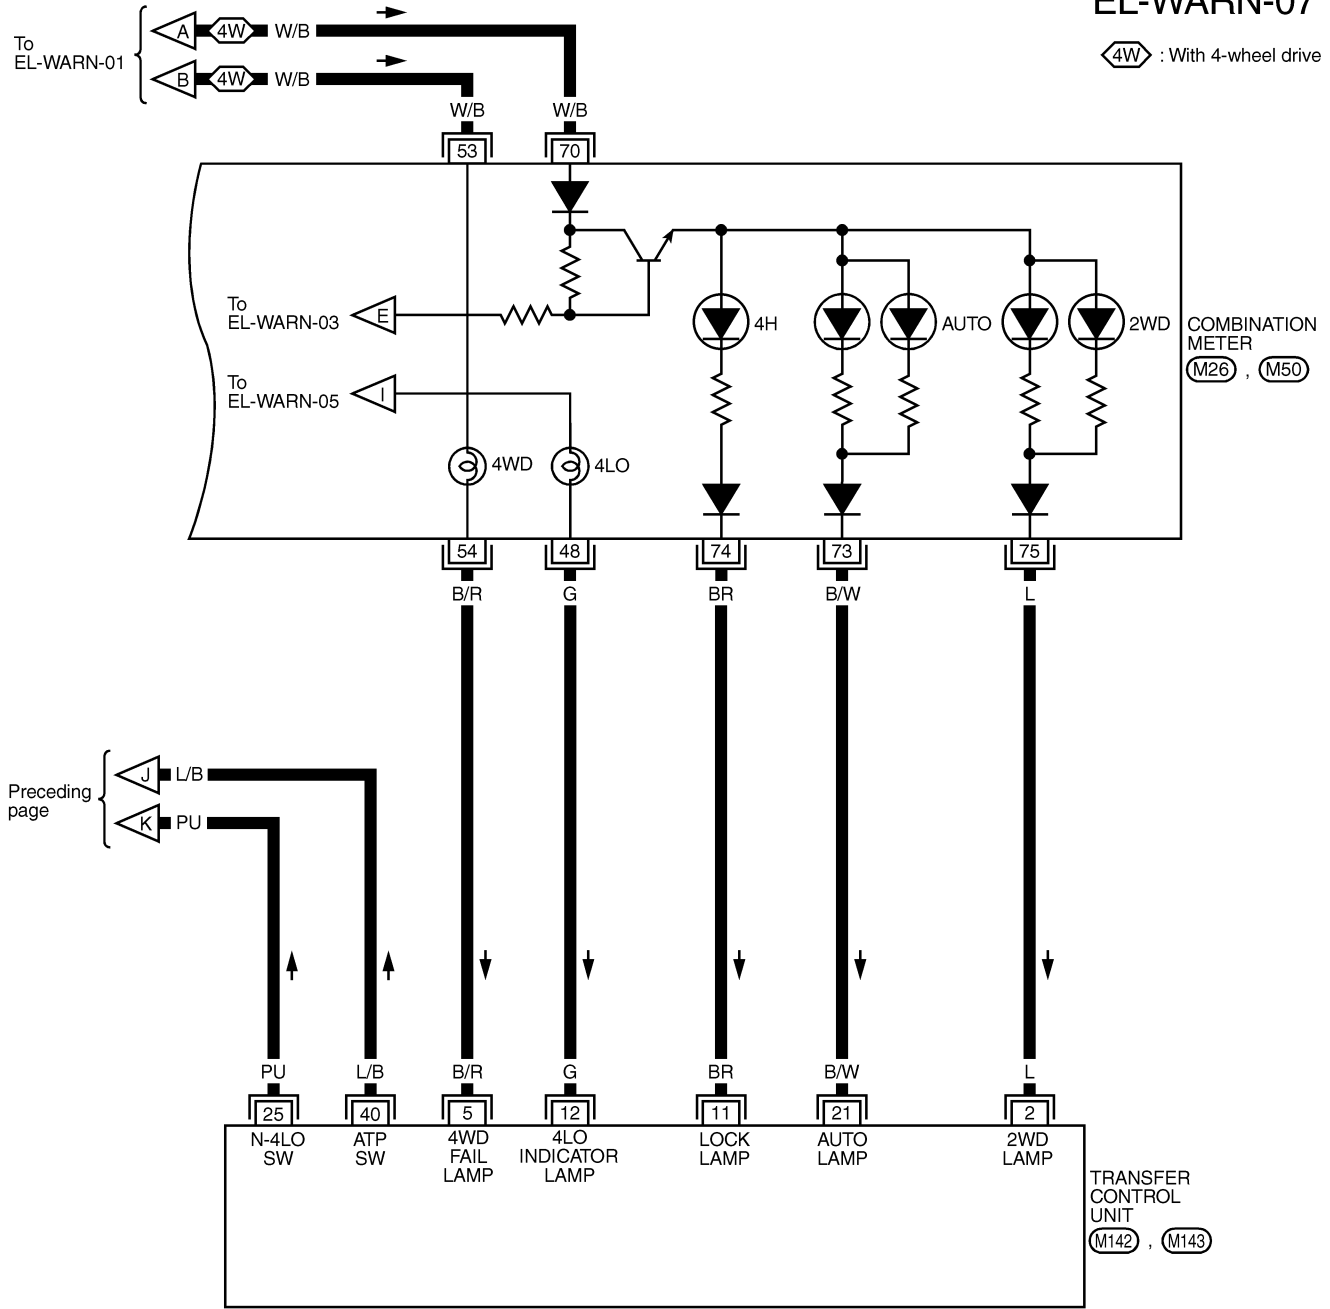 EL-WARN-07
4W : With 4-wheel drive
To
EL-WARN-01
A 4W W/B
B 4W W/B
W/B W/B
53 70
To
EL-WARN-03
E
To
EL-WARN-05
I
4WD 4LO
4H AUTO 2WD
COMBINATION
METER
M26 , M50
54 48 74 73 75
B/R G BR B/W L
Preceding
page
J L/B
K PU
PU L/B B/R G BR B/W L
25 40 5 12 11 21 2
N-4LO
SW
ATP
SW
4WD
FAIL
LAMP
4LO
INDICATOR
LAMP
LOCK
LAMP
AUTO
LAMP
2WD
LAMP
TRANSFER
CONTROL
UNIT
M142 , M143